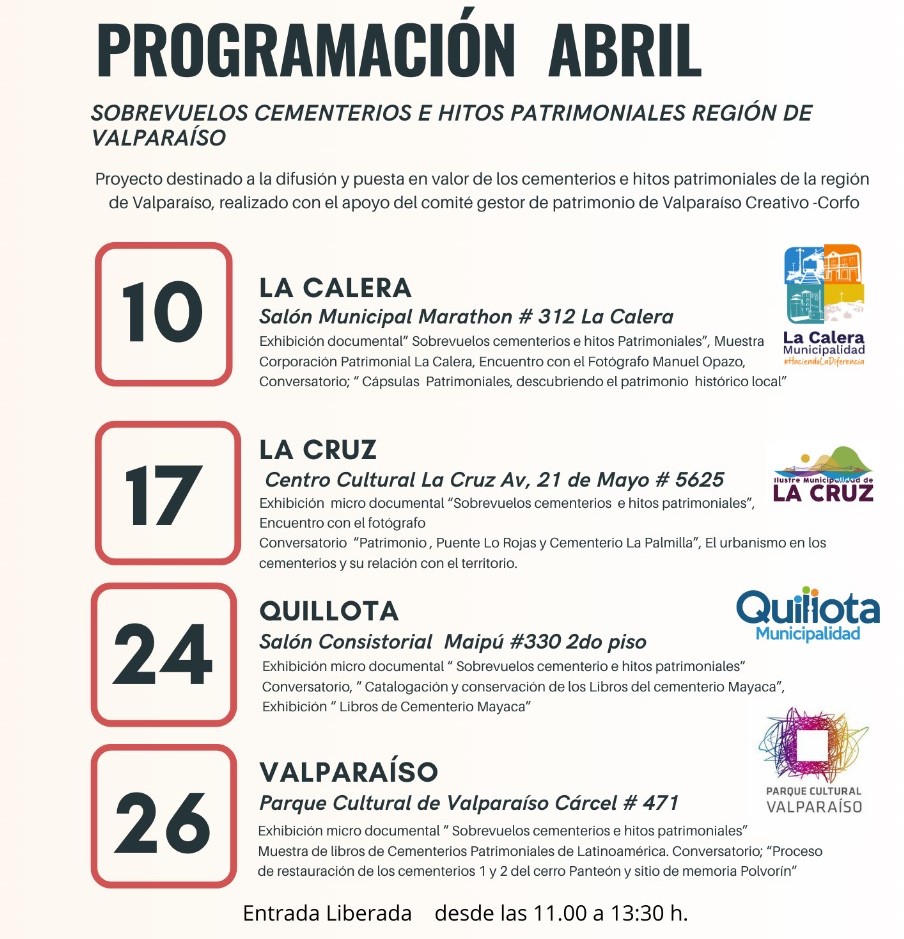 PROGRAMACIÓN ABRIL
SOBREVUELOS CEMENTERIOS E HITOS PATRIMONIALES REGIÓN DE
VALPARAÍSO
Proyecto destinado a la difusión y puesta en valor de los cementerios e hitos patrimoniales de la región
de Valparaíso, realizado con el apoyo del comité gestor de patrimonio de Valparaíso Creativo -Corfo
10
LA CALERA
Salón Municipal Marathon # 312 La Calera
Exhibición documental" Sobrevuelos cementerios e hitos Patrimoniales", Muestra
Corporación Patrimonial La Calera, Encuentro con el Fotógrafo Manuel Opazo,
Conversatorio; " Cápsulas Patrimoniales, descubriendo el patrimonio histórico local"
La Calera
Municipalidad
#HaciendoLaDiferencia
17
LA CRUZ
Centro Cultural La Cruz Av, 21 de Mayo # 5625
Exhibición micro documental "Sobrevuelos cementerios e hitos patrimoniales",
Encuentro con el fotógrafo
Conversatorio "Patrimonio , Puente Lo Rojas y Cementerio La Palmilla", El urbanismo en los
cementerios y su relación con el territorio.
Ilustre Municipalidad de
LA CRUZ
24
QUILLOTA
Salón Consistorial Maipú #330 2do piso
Exhibición micro documental " Sobrevuelos cementerio e hitos patrimoniales"
Conversatorio, " Catalogación y conservación de los Libros del cementerio Mayaca",
Exhibición " Libros de Cementerio Mayaca"
Quillota
Municipalidad
26
VALPARAÍSO
Parque Cultural de Valparaíso Cárcel # 471
Exhibición micro documental " Sobrevuelos cementerios e hitos patrimoniales"
Muestra de libros de Cementerios Patrimoniales de Latinoamérica. Conversatorio; "Proceso
de restauración de los cementerios 1 y 2 del cerro Panteón y sitio de memoria Polvorín"
PARQUE CULTURAL
VALPARAÍSO
Entrada Liberada desde las 11.00 a 13:30 h.